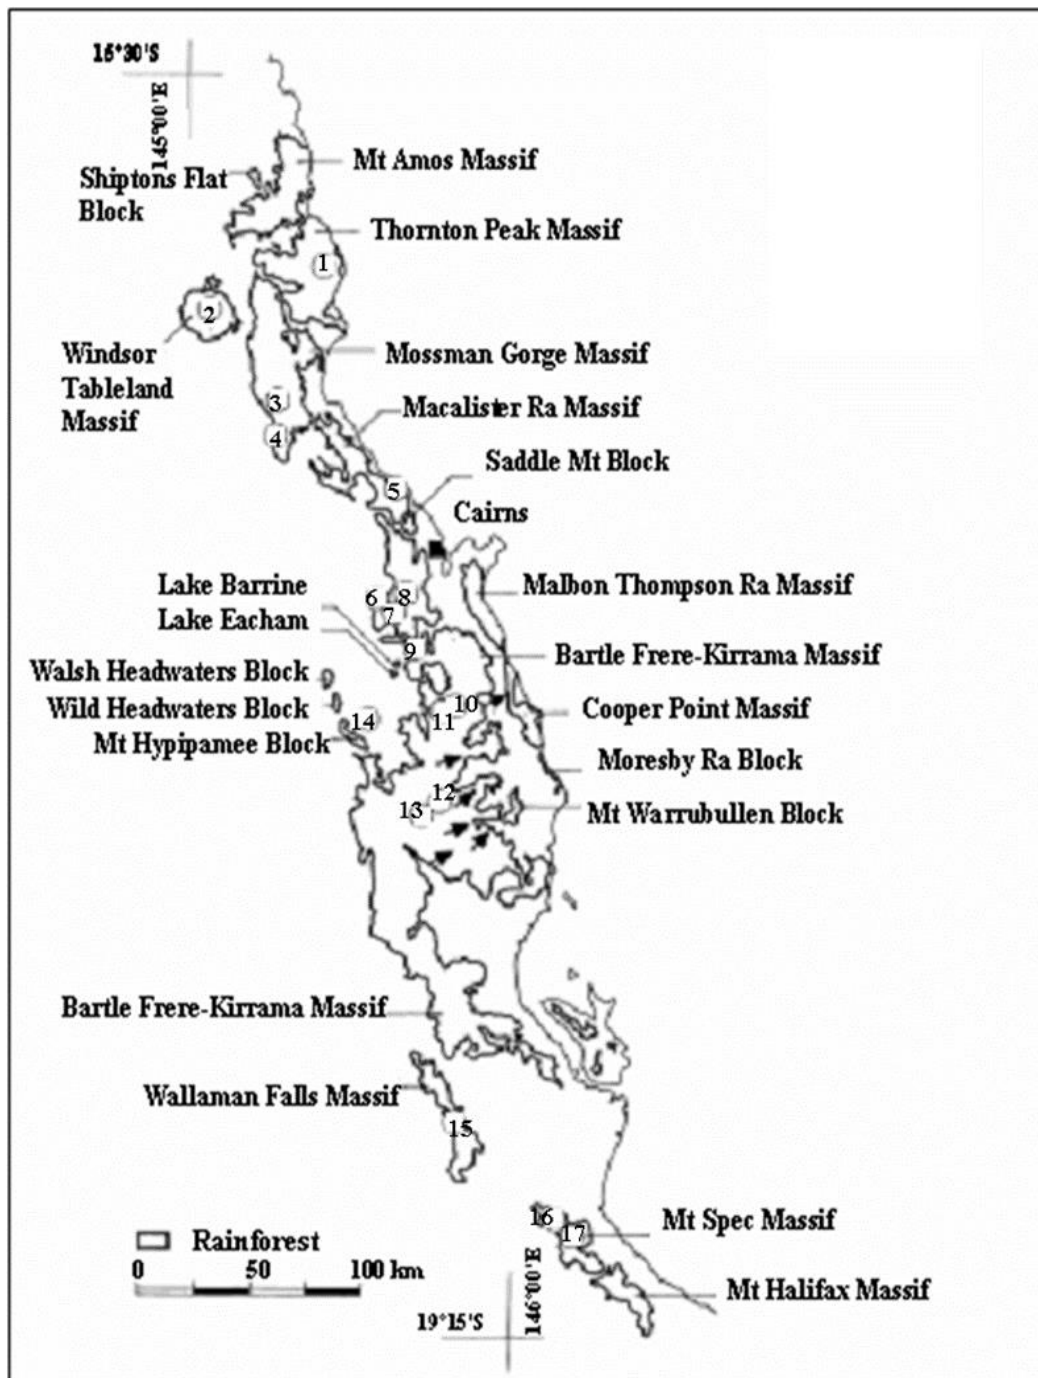 15°30'S
145°00'E
Mt Amos Massif
Shiptons Flat
Block
Thornton Peak Massif
1
2
Windsor
Tableland
Massif
Mossman Gorge Massif
3
Macalister Ra Massif
4
Saddle Mt Block
5
Cairns
Lake Barrine
Lake Eacham
6
8
7
Malbon Thompson Ra Massif
9
Bartle Frere-Kirrama Massif
Walsh Headwaters Block
Wild Headwaters Block
Mt Hypipamee Block
14
10
11
Cooper Point Massif
Moresby Ra Block
12
13
Mt Warrubullen Block
Bartle Frere-Kirrama Massif
Wallaman Falls Massif
15
16
17
Mt Spec Massif
Rainforest
0 50 100 km
Mt Halifax Massif
19°15'S
146°00'E